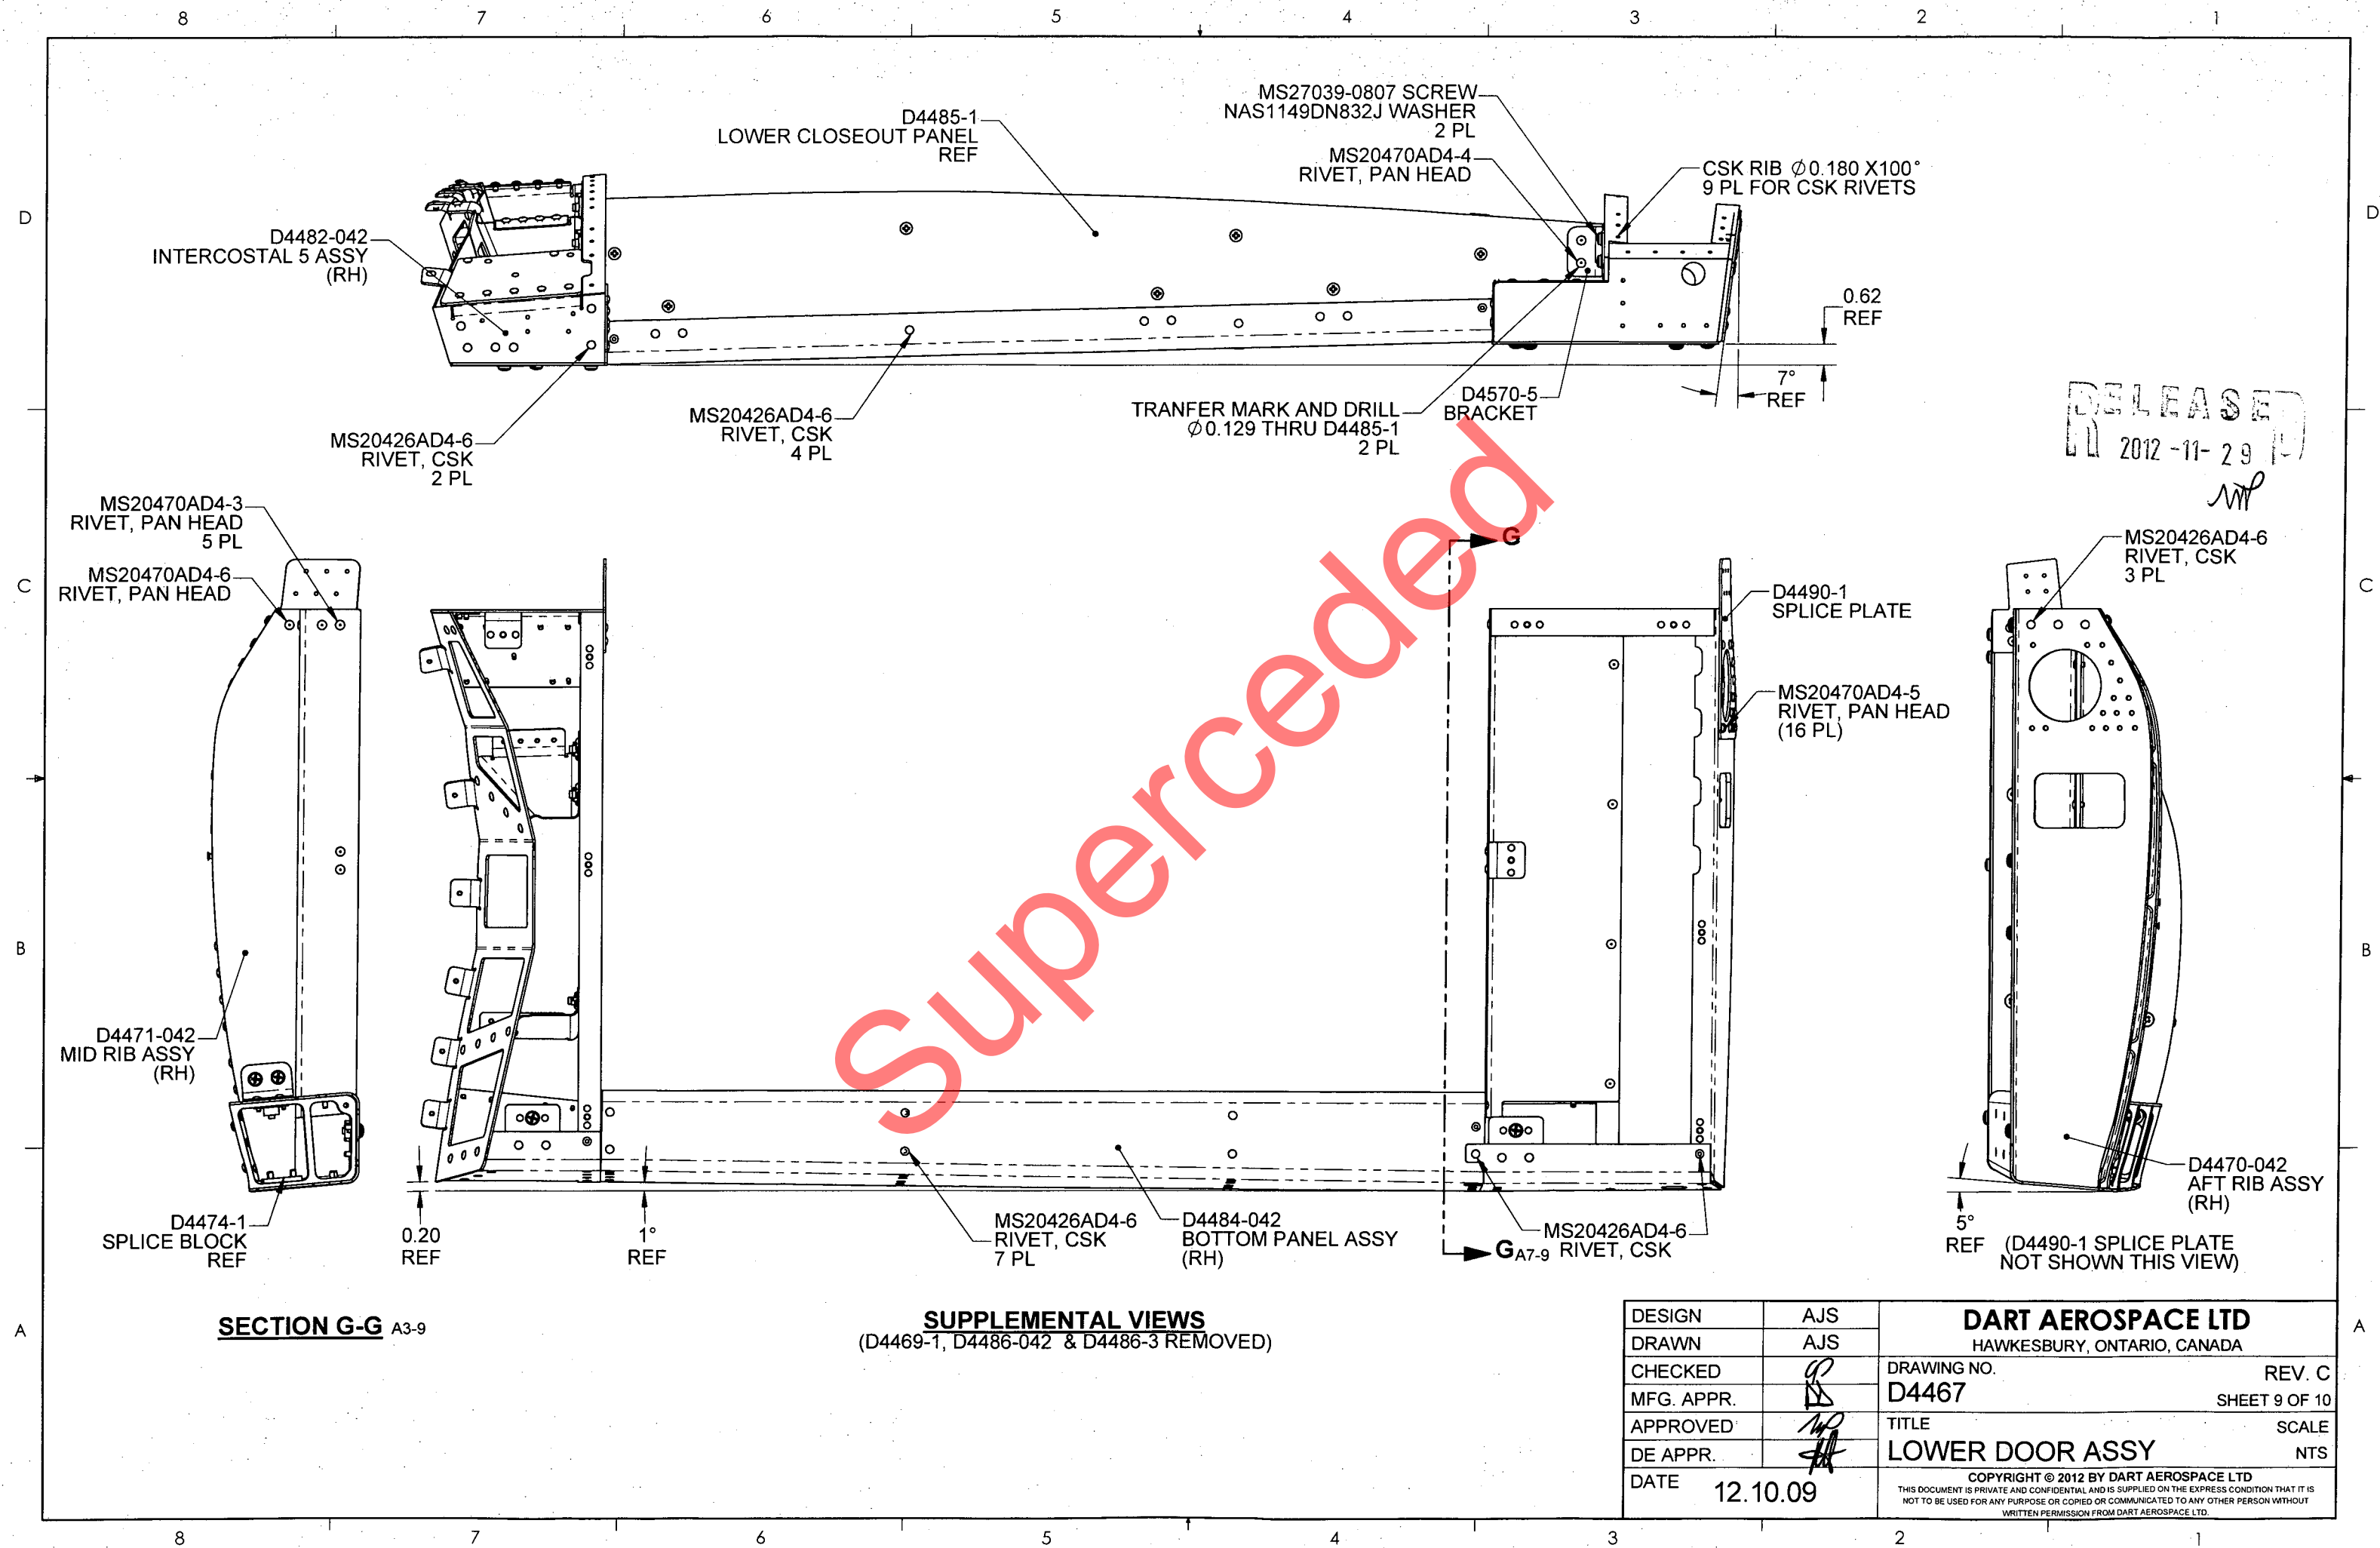 8 7 6 5 4 3 2 1
D
D
C
C
B
B
A
A
MS27039-0807 SCREW
NAS1149DN832J WASHER
2 PL
D4485-1
LOWER CLOSEOUT PANEL
REF
MS20470AD4-4
RIVET, PAN HEAD
CSK RIB Ø0.180 X100°
9 PL FOR CSK RIVETS
D4482-042
INTERCOSTAL 5 ASSY
(RH)
0.62
REF
7°
REF
MS20426AD4-6
RIVET, CSK
2 PL
MS20426AD4-6
RIVET, CSK
4 PL
TRANFER MARK AND DRILL
Ø0.129 THRU D4485-1
2 PL
D4570-5
BRACKET
RELEASED
2012-11-29
MS20470AD4-3
RIVET, PAN HEAD
5 PL
MS20470AD4-6
RIVET, PAN HEAD
G
D4490-1
SPLICE PLATE
MS20426AD4-6
RIVET, CSK
3 PL
MS20470AD4-5
RIVET, PAN HEAD
(16 PL)
Superceded
D4471-042
MID RIB ASSY
(RH)
D4474-1
SPLICE BLOCK
REF
0.20
REF
1°
REF
MS20426AD4-6
RIVET, CSK
7 PL
D4484-042
BOTTOM PANEL ASSY
(RH)
G A7-9
MS20426AD4-6
RIVET, CSK
5°
REF
D4470-042
AFT RIB ASSY
(RH)
(D4490-1 SPLICE PLATE
NOT SHOWN THIS VIEW)
SECTION G-G A3-9
SUPPLEMENTAL VIEWS
(D4469-1, D4486-042 & D4486-3 REMOVED)
DESIGN AJS
DRAWN AJS
CHECKED
MFG. APPR.
APPROVED
DE APPR.
DATE 12.10.09
DART AEROSPACE LTD
HAWKESBURY, ONTARIO, CANADA
DRAWING NO. REV. C
D4467 SHEET 9 OF 10
TITLE SCALE
LOWER DOOR ASSY NTS
COPYRIGHT © 2012 BY DART AEROSPACE LTD
THIS DOCUMENT IS PRIVATE AND CONFIDENTIAL AND IS SUPPLIED ON THE EXPRESS CONDITION THAT IT IS
NOT TO BE USED FOR ANY PURPOSE OR COPIED OR COMMUNICATED TO ANY OTHER PERSON WITHOUT
WRITTEN PERMISSION FROM DART AEROSPACE LTD.
8 7 6 5 4 3 2 1